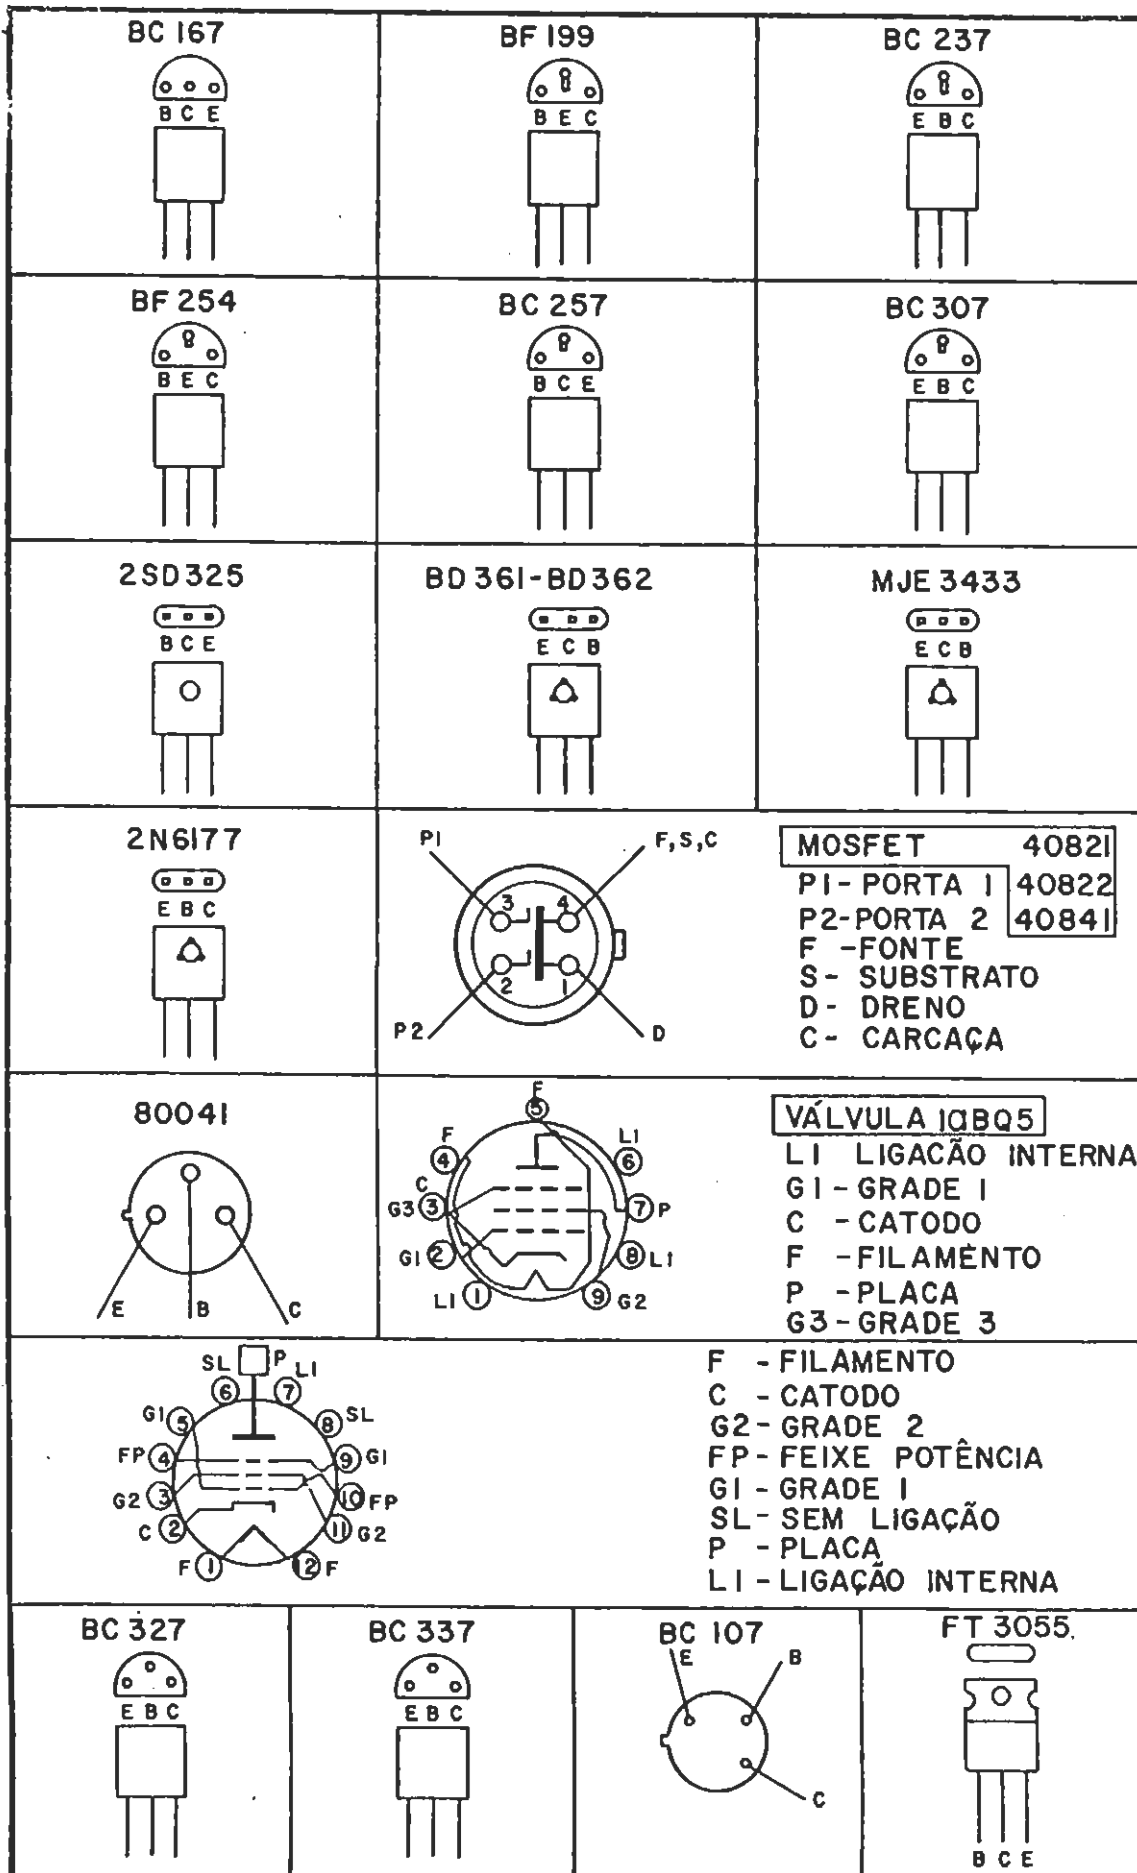 BC 167
B C E
BF 199
B E C
BC 237
E B C
BF 254
B E C
BC 257
B C E
BC 307
E B C
2SD325
B C E
BD 361-BD 362
E C B
MJE 3433
E C B
2N6177
E B C
P1
F,S,C
3
4
2
1
P2
D
MOSFET 40821
P1-PORTA 1 40822
P2-PORTA 2 40841
F -FONTE
S- SUBSTRATO
D- DRENO
C- CARCAÇA
80041
E
B
C
F
5
F
4
L1
6
C
G3 3
7 P
G1 2
8 L1
L1 1
9 G2
VÁLVULA
L1 LIGACÃO INTERNA
G1-GRADE 1
C -CATODO
F -FILAMENTO
P -PLACA
G3-GRADE 3
SL P L1
6 7
G1 5
8 SL
FP 4
9 G1
G2 3
10 FP
C 2
11 G2
F 1
12 F
F -FILAMENTO
C -CATODO
G2-GRADE 2
FP-FEIXE POTÊNCIA
G1-GRADE 1
SL-SEM LIGAÇÃO
P -PLACA
L1-LIGAÇÃO INTERNA
BC 327
E B C
BC 337
E B C
BC 107
E
B
C
FT 3055
B C E